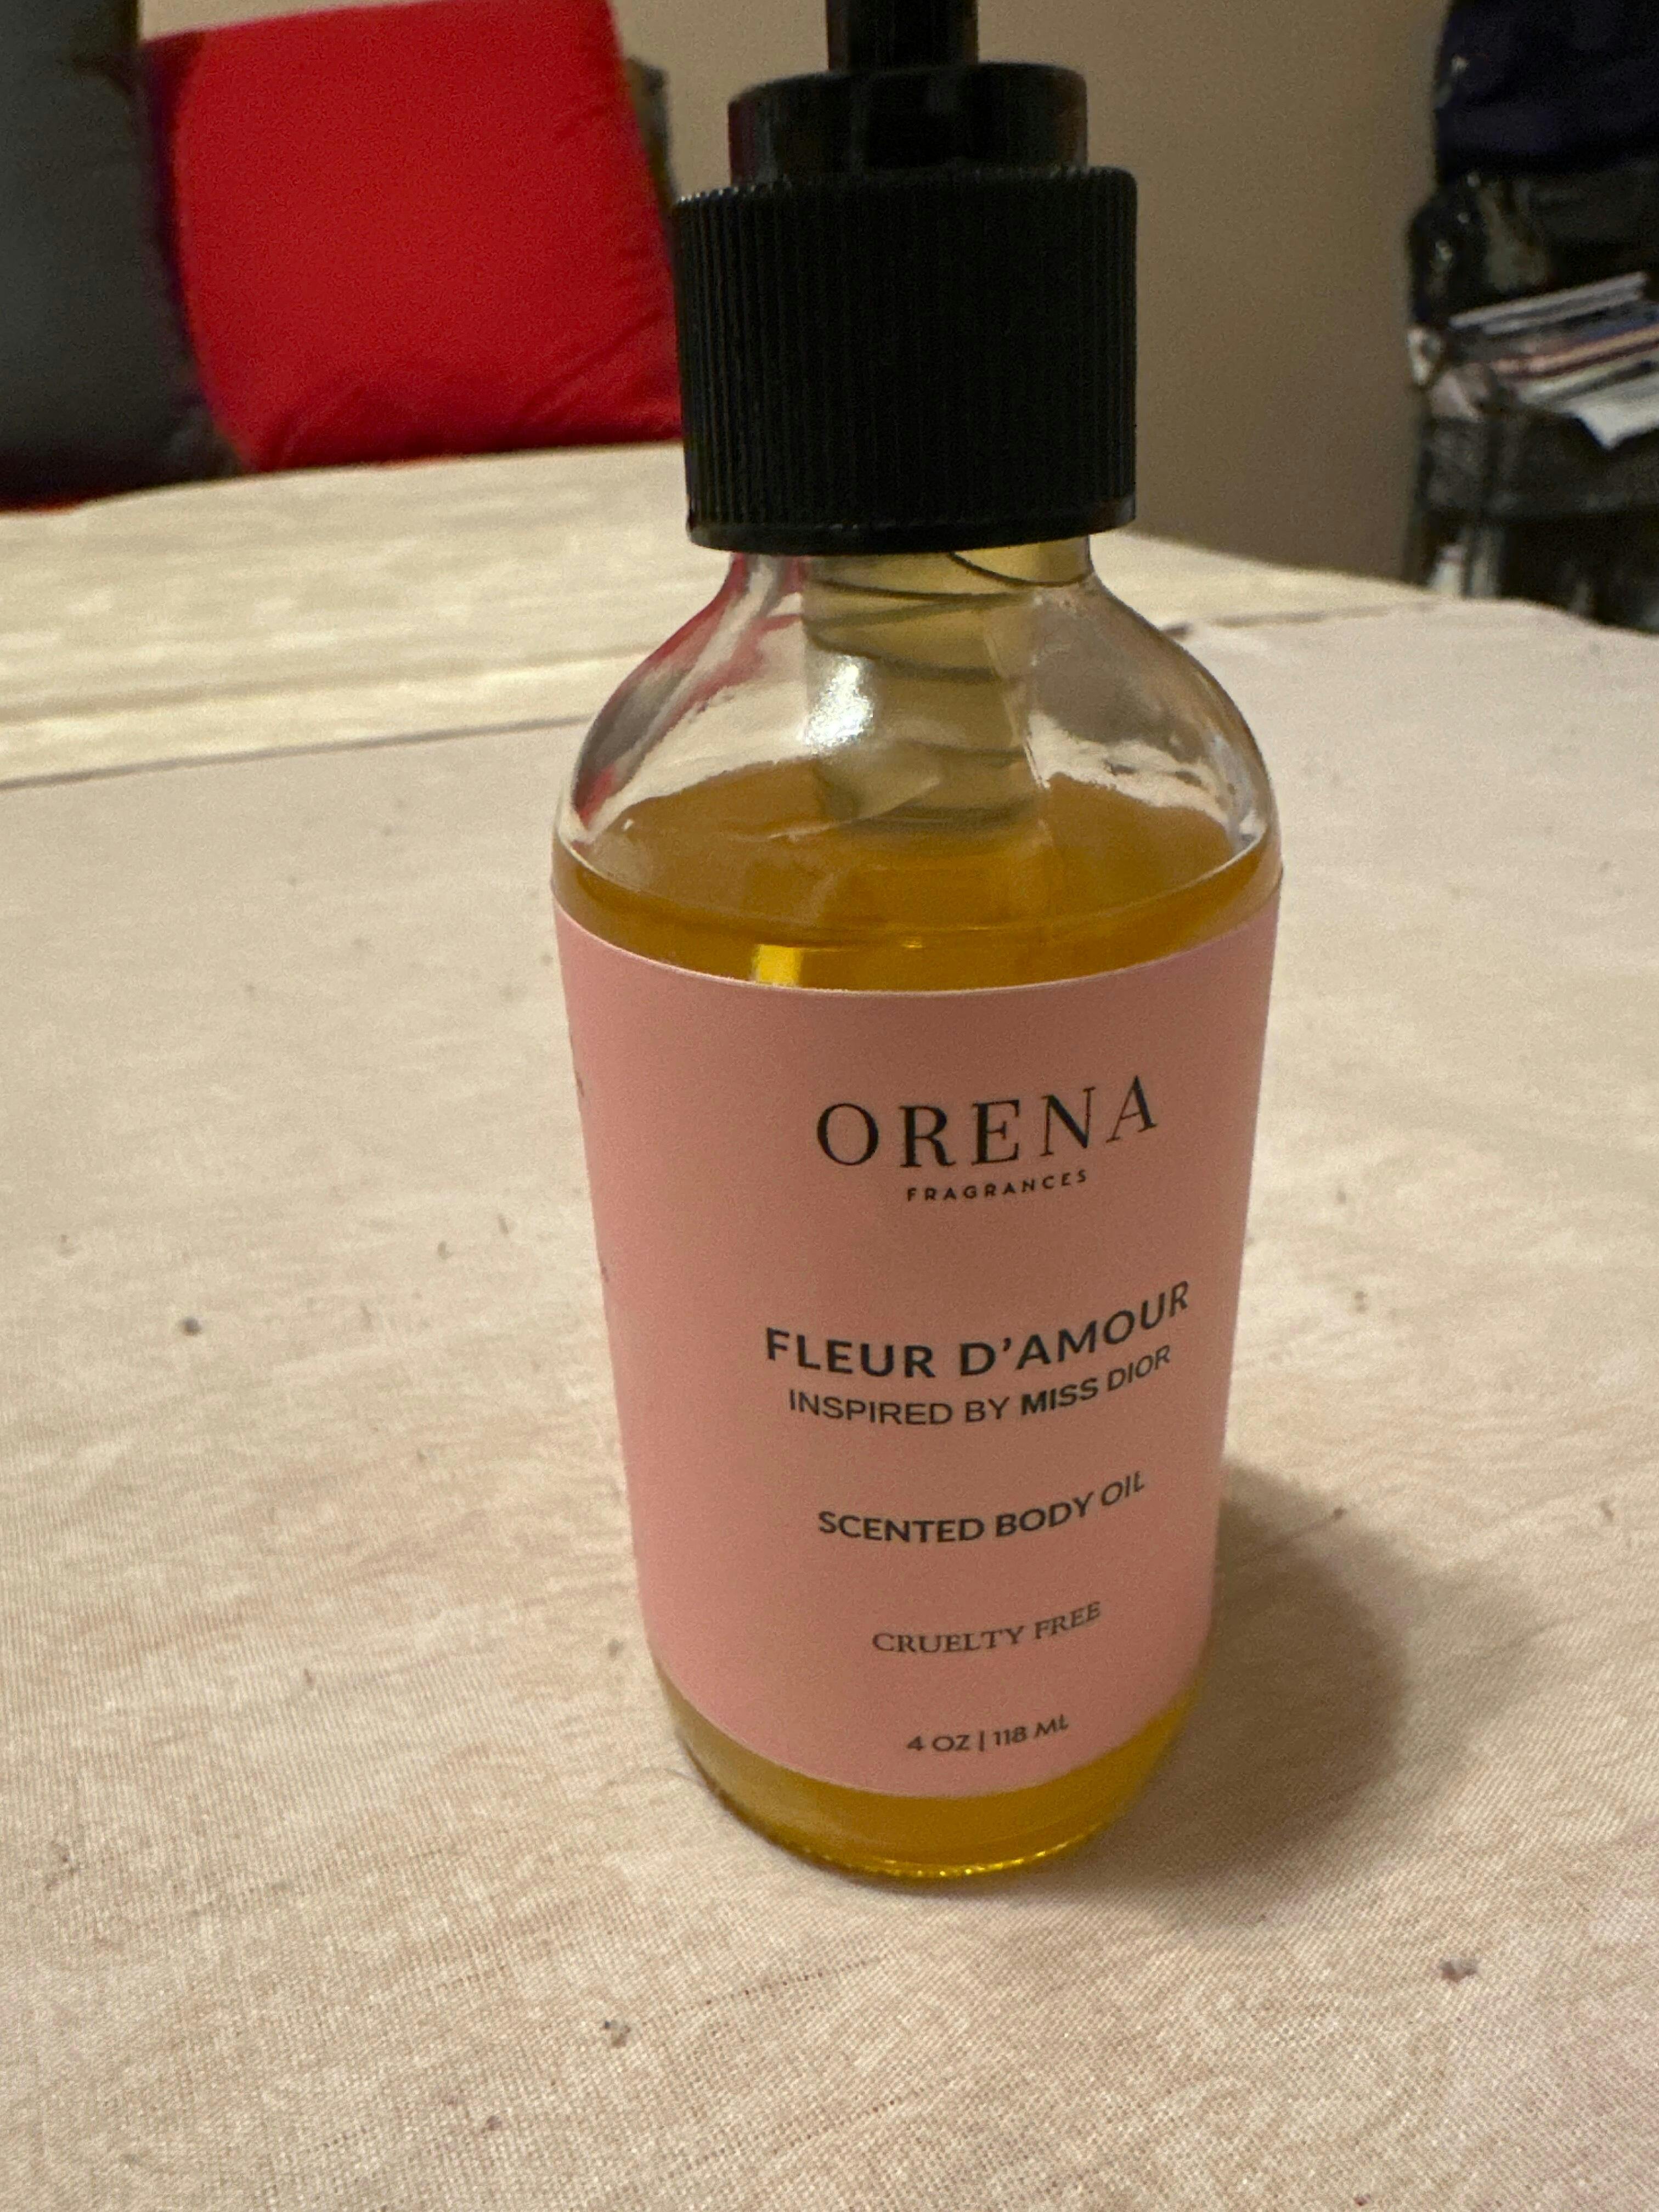 ORENA
FRAGRANCES
FLEUR D'AMOUR
INSPIRED BY MISS DIOR
SCENTED BODY OIL
CRUELTY FREE
4 OZ | 118 ML